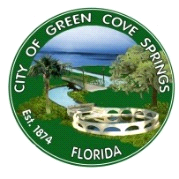 CITY OF GREEN COVE SPRINGS
Est. 1874
FLORIDA